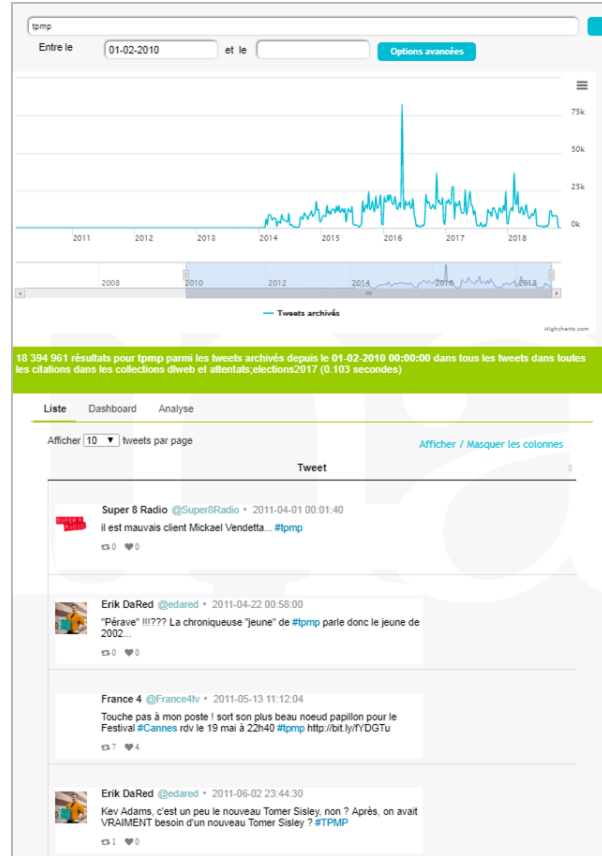 tpmp
Entre le 01-02-2010 et le Options avancées
75k
50k
25k
0k
2011 2012 2013 2014 2015 2016 2017 2018
2008 2010 2012 2014 2016 2018
Tweets archivés
Highcharts.com
18 394 961 résultats pour tpmp parmi les tweets archivés depuis le 01-02-2010 00:00:00 dans tous les tweets dans toutes
les citations dans les collections dlweb et attentats;elections2017 (0.103 secondes)
Liste Dashboard Analyse
Afficher 10 tweets par page Afficher / Masquer les colonnes
Tweet
Super 8 Radio @Super8Radio • 2011-04-01 00:01:40
il est mauvais client Mickael Vendetta... #tpmp
0 0
Erik DaRed @edared • 2011-04-22 00:58:00
"Pérave" !!!??? La chroniqueuse "jeune" de #tpmp parle donc le jeune de
2002...
0 0
France 4 @France4tv • 2011-05-13 11:12:04
Touche pas à mon poste ! sort son plus beau noeud papillon pour le
Festival #Cannes rdv le 19 mai à 22h40 #tpmp http://bit.ly/fYDGTu
7 4
Erik DaRed @edared • 2011-06-02 23:44:30
Kev Adams, c'est un peu le nouveau Tomer Sisley, non ? Après, on avait
VRAIMENT besoin d'un nouveau Tomer Sisley ? #TPMP
1 0